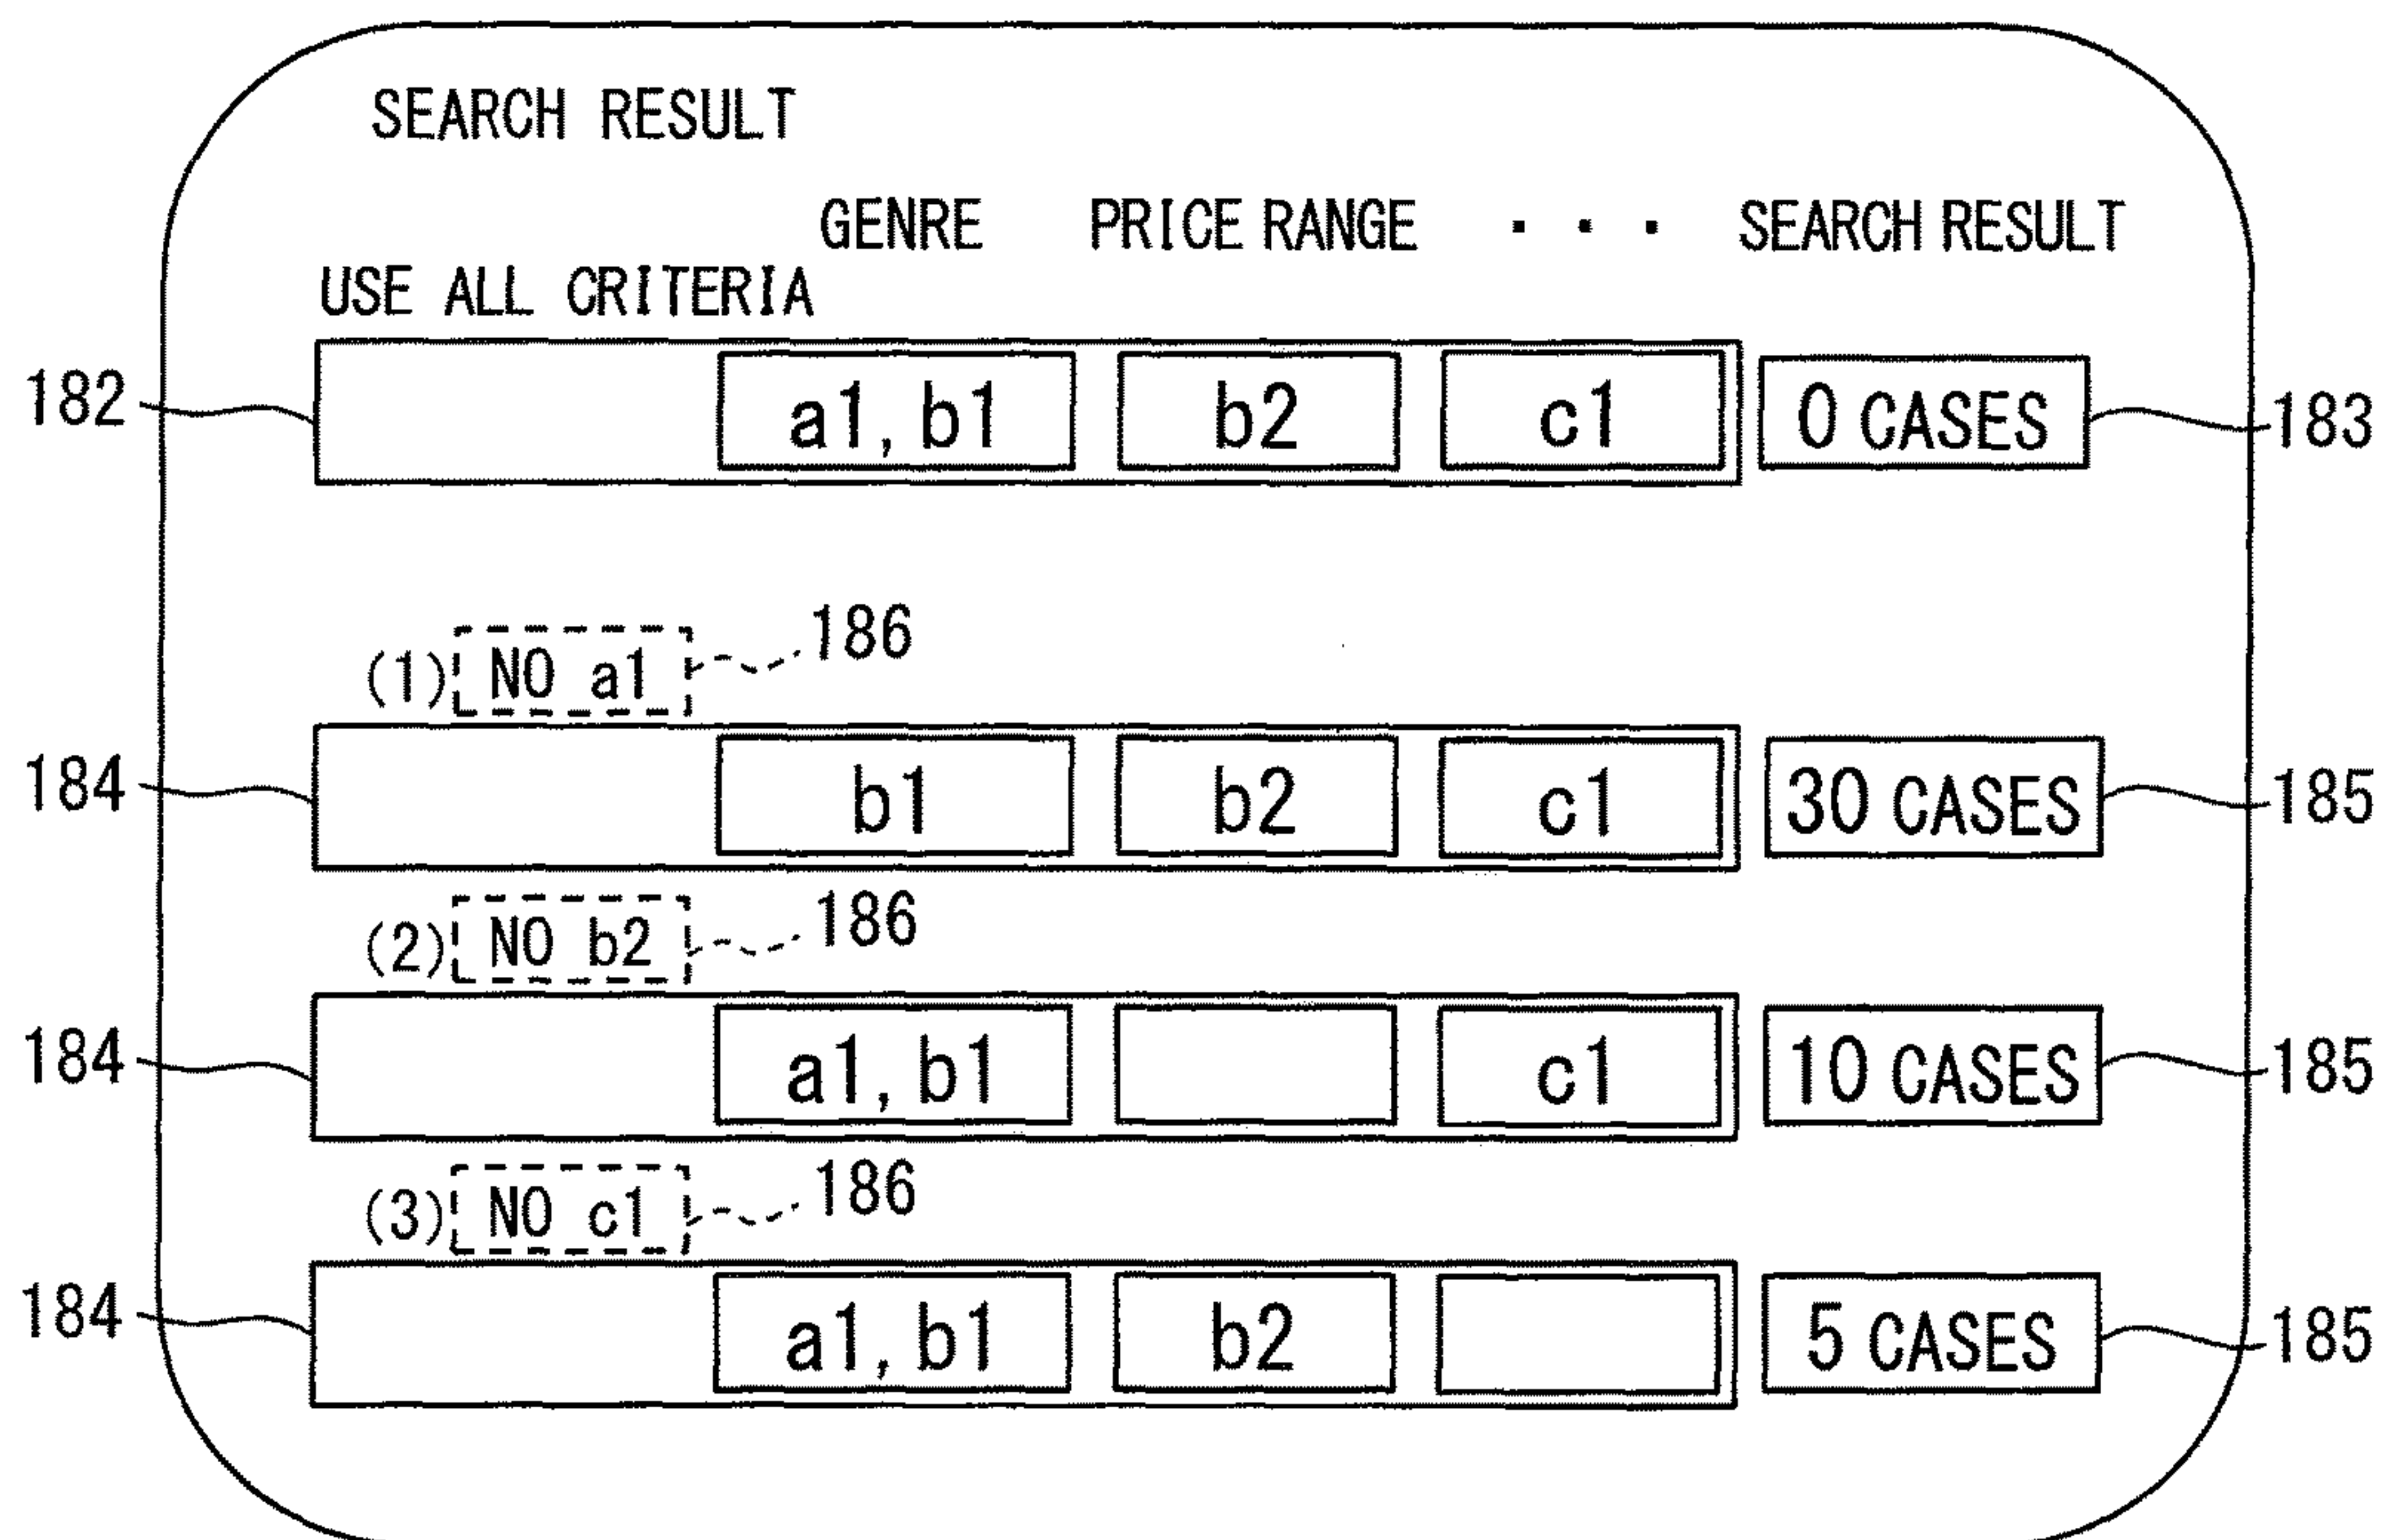 SEARCH RESULT
GENRE PRICE RANGE ・・・ SEARCH RESULT
USE ALL CRITERIA
182 a1, b1 b2 c1 0 CASES 183
(1) NO a1 186
184 b1 b2 c1 30 CASES 185
(2) NO b2 186
184 a1, b1 c1 10 CASES 185
(3) NO c1 186
184 a1, b1 b2 5 CASES 185